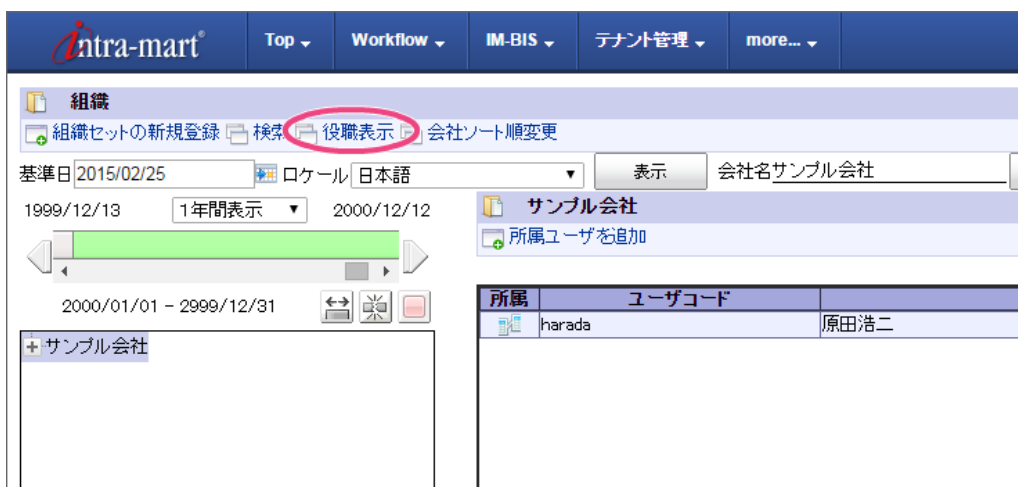 intra-mart® Top Workflow IM-BIS テナント管理 more...
組織
組織セットの新規登録 検索 役職表示 会社ソート順変更
基準日 2015/02/25 ロケール 日本語 表示 会社名 サンプル会社
1999/12/13 1年間表示 2000/12/12
サンプル会社
所属ユーザを追加
2000/01/01 - 2999/12/31
所属 ユーザコード
harada 原田浩二
サンプル会社